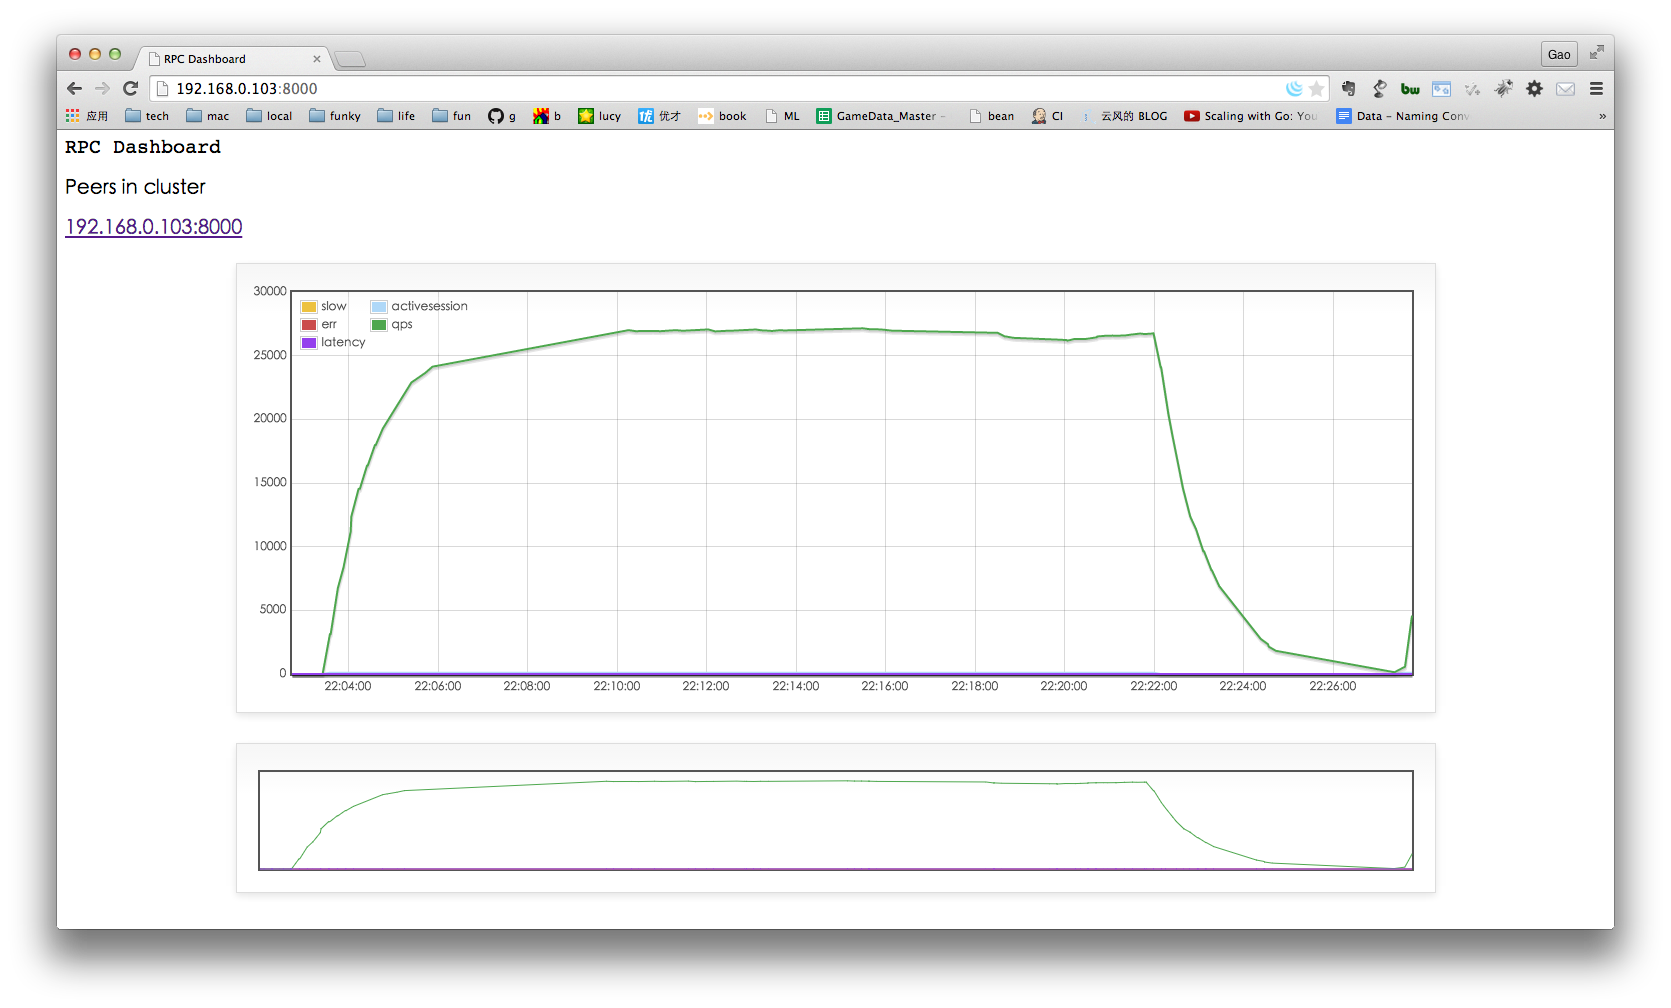 RPC Dashboard
Gao
192.168.0.103:8000
应用 tech mac local funky life fun g b lucy 优才 book ML GameData_Master - bean CI 云风的 BLOG Scaling with Go: You Data - Naming Conv »
RPC Dashboard
Peers in cluster
192.168.0.103:8000
30000
slow activesession
err qps
latency
25000
20000
15000
10000
5000
0
22:04:00 22:06:00 22:08:00 22:10:00 22:12:00 22:14:00 22:16:00 22:18:00 22:20:00 22:22:00 22:24:00 22:26:00